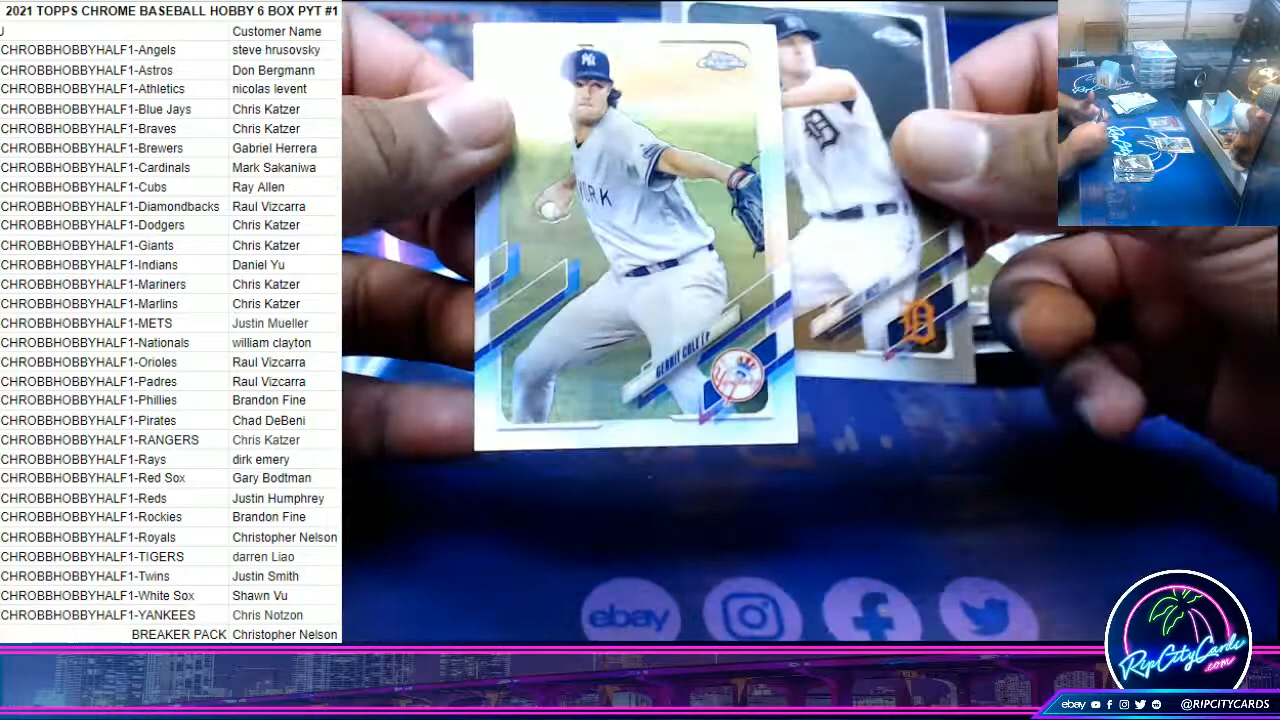 2021 TOPPS CHROME BASEBALL HOBBY 6 BOX PYT #1
J Customer Name
CHROBBHOBBYHALF1-Angels steve hrusovsky
CHROBBHOBBYHALF1-Astros Don Bergmann
CHROBBHOBBYHALF1-Athletics nicolas levent
CHROBBHOBBYHALF1-Blue Jays Chris Katzer
CHROBBHOBBYHALF1-Braves Chris Katzer
CHROBBHOBBYHALF1-Brewers Gabriel Herrera
CHROBBHOBBYHALF1-Cardinals Mark Sakaniwa
CHROBBHOBBYHALF1-Cubs Ray Allen
CHROBBHOBBYHALF1-Diamondbacks Raul Vizcarra
CHROBBHOBBYHALF1-Dodgers Chris Katzer
CHROBBHOBBYHALF1-Giants Chris Katzer
CHROBBHOBBYHALF1-Indians Daniel Yu
CHROBBHOBBYHALF1-Mariners Chris Katzer
CHROBBHOBBYHALF1-Marlins Chris Katzer
CHROBBHOBBYHALF1-METS Justin Mueller
CHROBBHOBBYHALF1-Nationals william clayton
CHROBBHOBBYHALF1-Orioles Raul Vizcarra
CHROBBHOBBYHALF1-Padres Raul Vizcarra
CHROBBHOBBYHALF1-Phillies Brandon Fine
CHROBBHOBBYHALF1-Pirates Chad DeBeni
CHROBBHOBBYHALF1-RANGERS Chris Katzer
CHROBBHOBBYHALF1-Rays dirk emery
CHROBBHOBBYHALF1-Red Sox Gary Bodtman
CHROBBHOBBYHALF1-Reds Justin Humphrey
CHROBBHOBBYHALF1-Rockies Brandon Fine
CHROBBHOBBYHALF1-Royals Christopher Nelson
CHROBBHOBBYHALF1-TIGERS darren Liao
CHROBBHOBBYHALF1-Twins Justin Smith
CHROBBHOBBYHALF1-White Sox Shawn Vu
CHROBBHOBBYHALF1-YANKEES Chris Notzon
BREAKER PACK Christopher Nelson
NY
YORK
GERRIT COLE
Yankees
D
D
ebay
RipCityCards
.com
ebay @RIPCITYCARDS